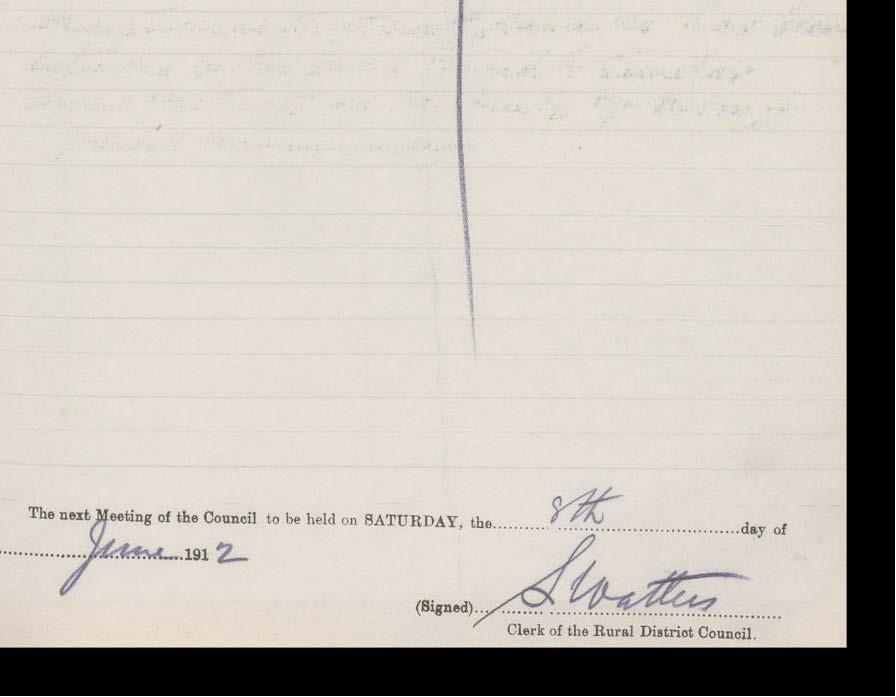 The next Meeting of the Council to be held on SATURDAY, the..........8th..............................day of
..............June....1912
(Signed)... S Watters
Clerk of the Rural District Council.